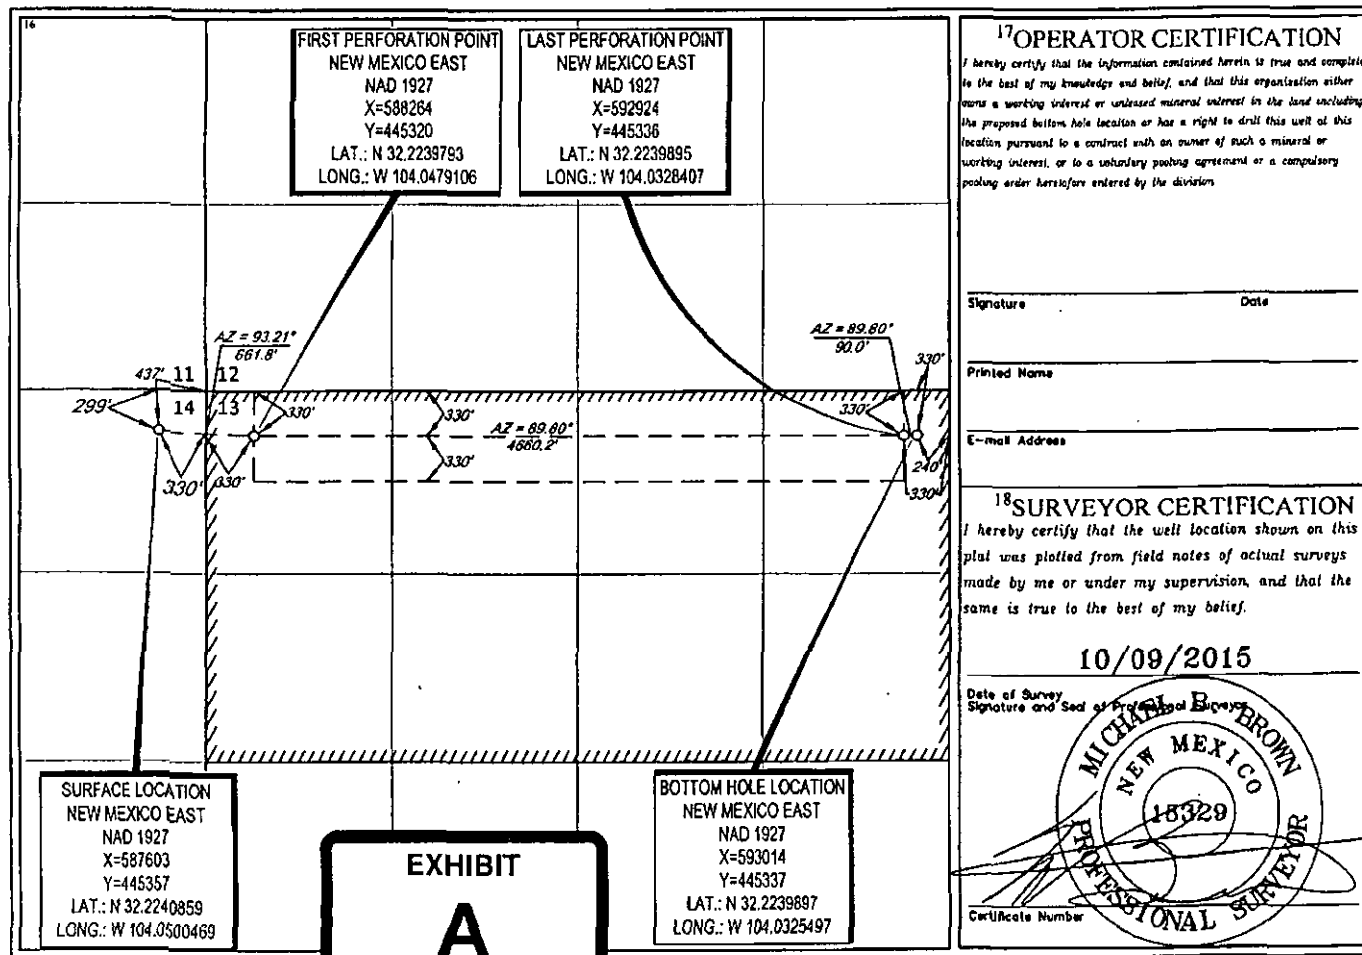 16
FIRST PERFORATION POINT
NEW MEXICO EAST
NAD 1927
X=588264
Y=445320
LAT.: N 32.2239793
LONG.: W 104.0479106
LAST PERFORATION POINT
NEW MEXICO EAST
NAD 1927
X=592924
Y=445336
LAT.: N 32.2239895
LONG.: W 104.0328407
AZ = 93.21°
661.8'
AZ = 89.80°
90.0'
330'
437'
11
12
299'
14
13
330'
330'
330'
AZ = 89.80°
4660.2'
330'
330'
330'
240'
330'
SURFACE LOCATION
NEW MEXICO EAST
NAD 1927
X=587603
Y=445357
LAT.: N 32.2240859
LONG.: W 104.0500469
BOTTOM HOLE LOCATION
NEW MEXICO EAST
NAD 1927
X=593014
Y=445337
LAT.: N 32.2239897
LONG.: W 104.0325497
EXHIBIT
A
17 OPERATOR CERTIFICATION
I hereby certify that the information contained herein is true and complete
to the best of my knowledge and belief, and that this organization either
owns a working interest or unleased mineral interest in the land including
the proposed bottom hole location or has a right to drill this well at this
location pursuant to a contract with an owner of such a mineral or
working interest, or to a voluntary pooling agreement or a compulsory
pooling order heretofore entered by the division
Signature Date
Printed Name
E-mail Address
18 SURVEYOR CERTIFICATION
I hereby certify that the well location shown on this
plat was plotted from field notes of actual surveys
made by me or under my supervision, and that the
same is true to the best of my belief.
10/09/2015
Date of Survey
Signature and Seal of Professional Surveyor
MICHAEL E. BROWN
NEW MEXICO
18329
PROFESSIONAL SURVEYOR
Certificate Number